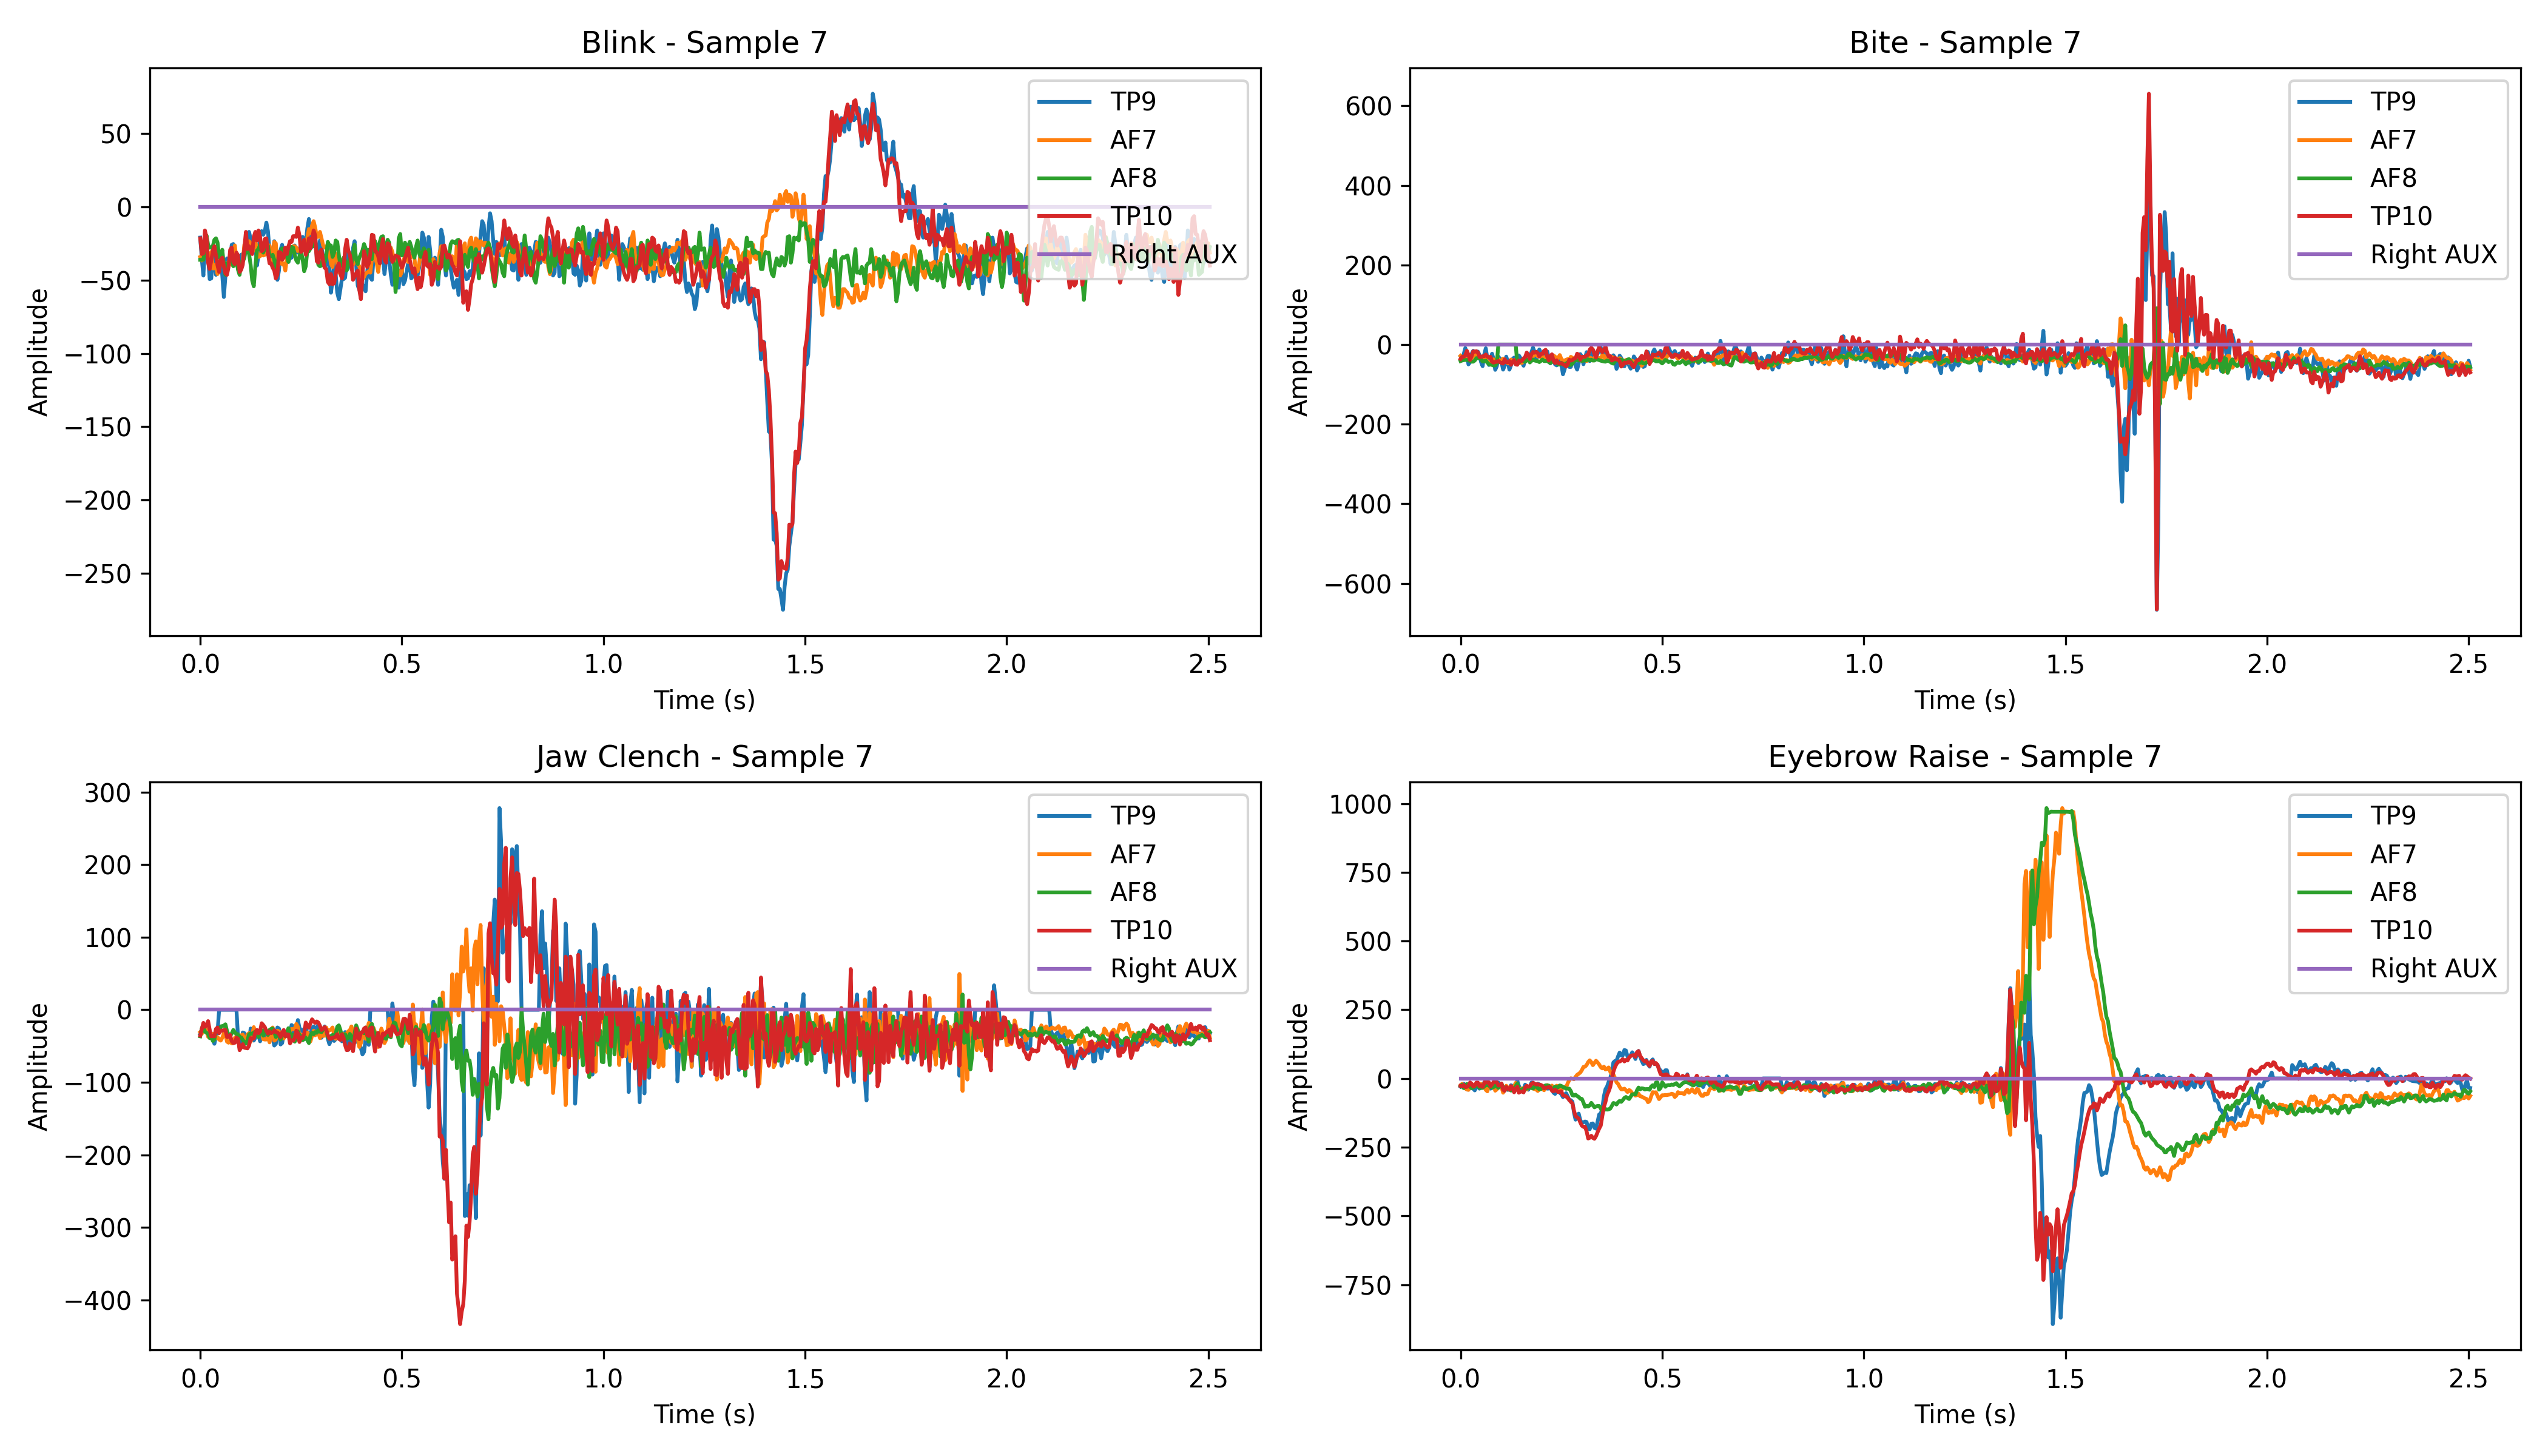 Blink - Sample 7
Amplitude
50
0
−50
−100
−150
−200
−250
0.0 0.5 1.0 1.5 2.0 2.5
Time (s)
TP9
AF7
AF8
TP10
Right AUX
Bite - Sample 7
Amplitude
600
400
200
0
−200
−400
−600
0.0 0.5 1.0 1.5 2.0 2.5
Time (s)
TP9
AF7
AF8
TP10
Right AUX
Jaw Clench - Sample 7
Amplitude
300
200
100
0
−100
−200
−300
−400
0.0 0.5 1.0 1.5 2.0 2.5
Time (s)
TP9
AF7
AF8
TP10
Right AUX
Eyebrow Raise - Sample 7
Amplitude
1000
750
500
250
0
−250
−500
−750
0.0 0.5 1.0 1.5 2.0 2.5
Time (s)
TP9
AF7
AF8
TP10
Right AUX